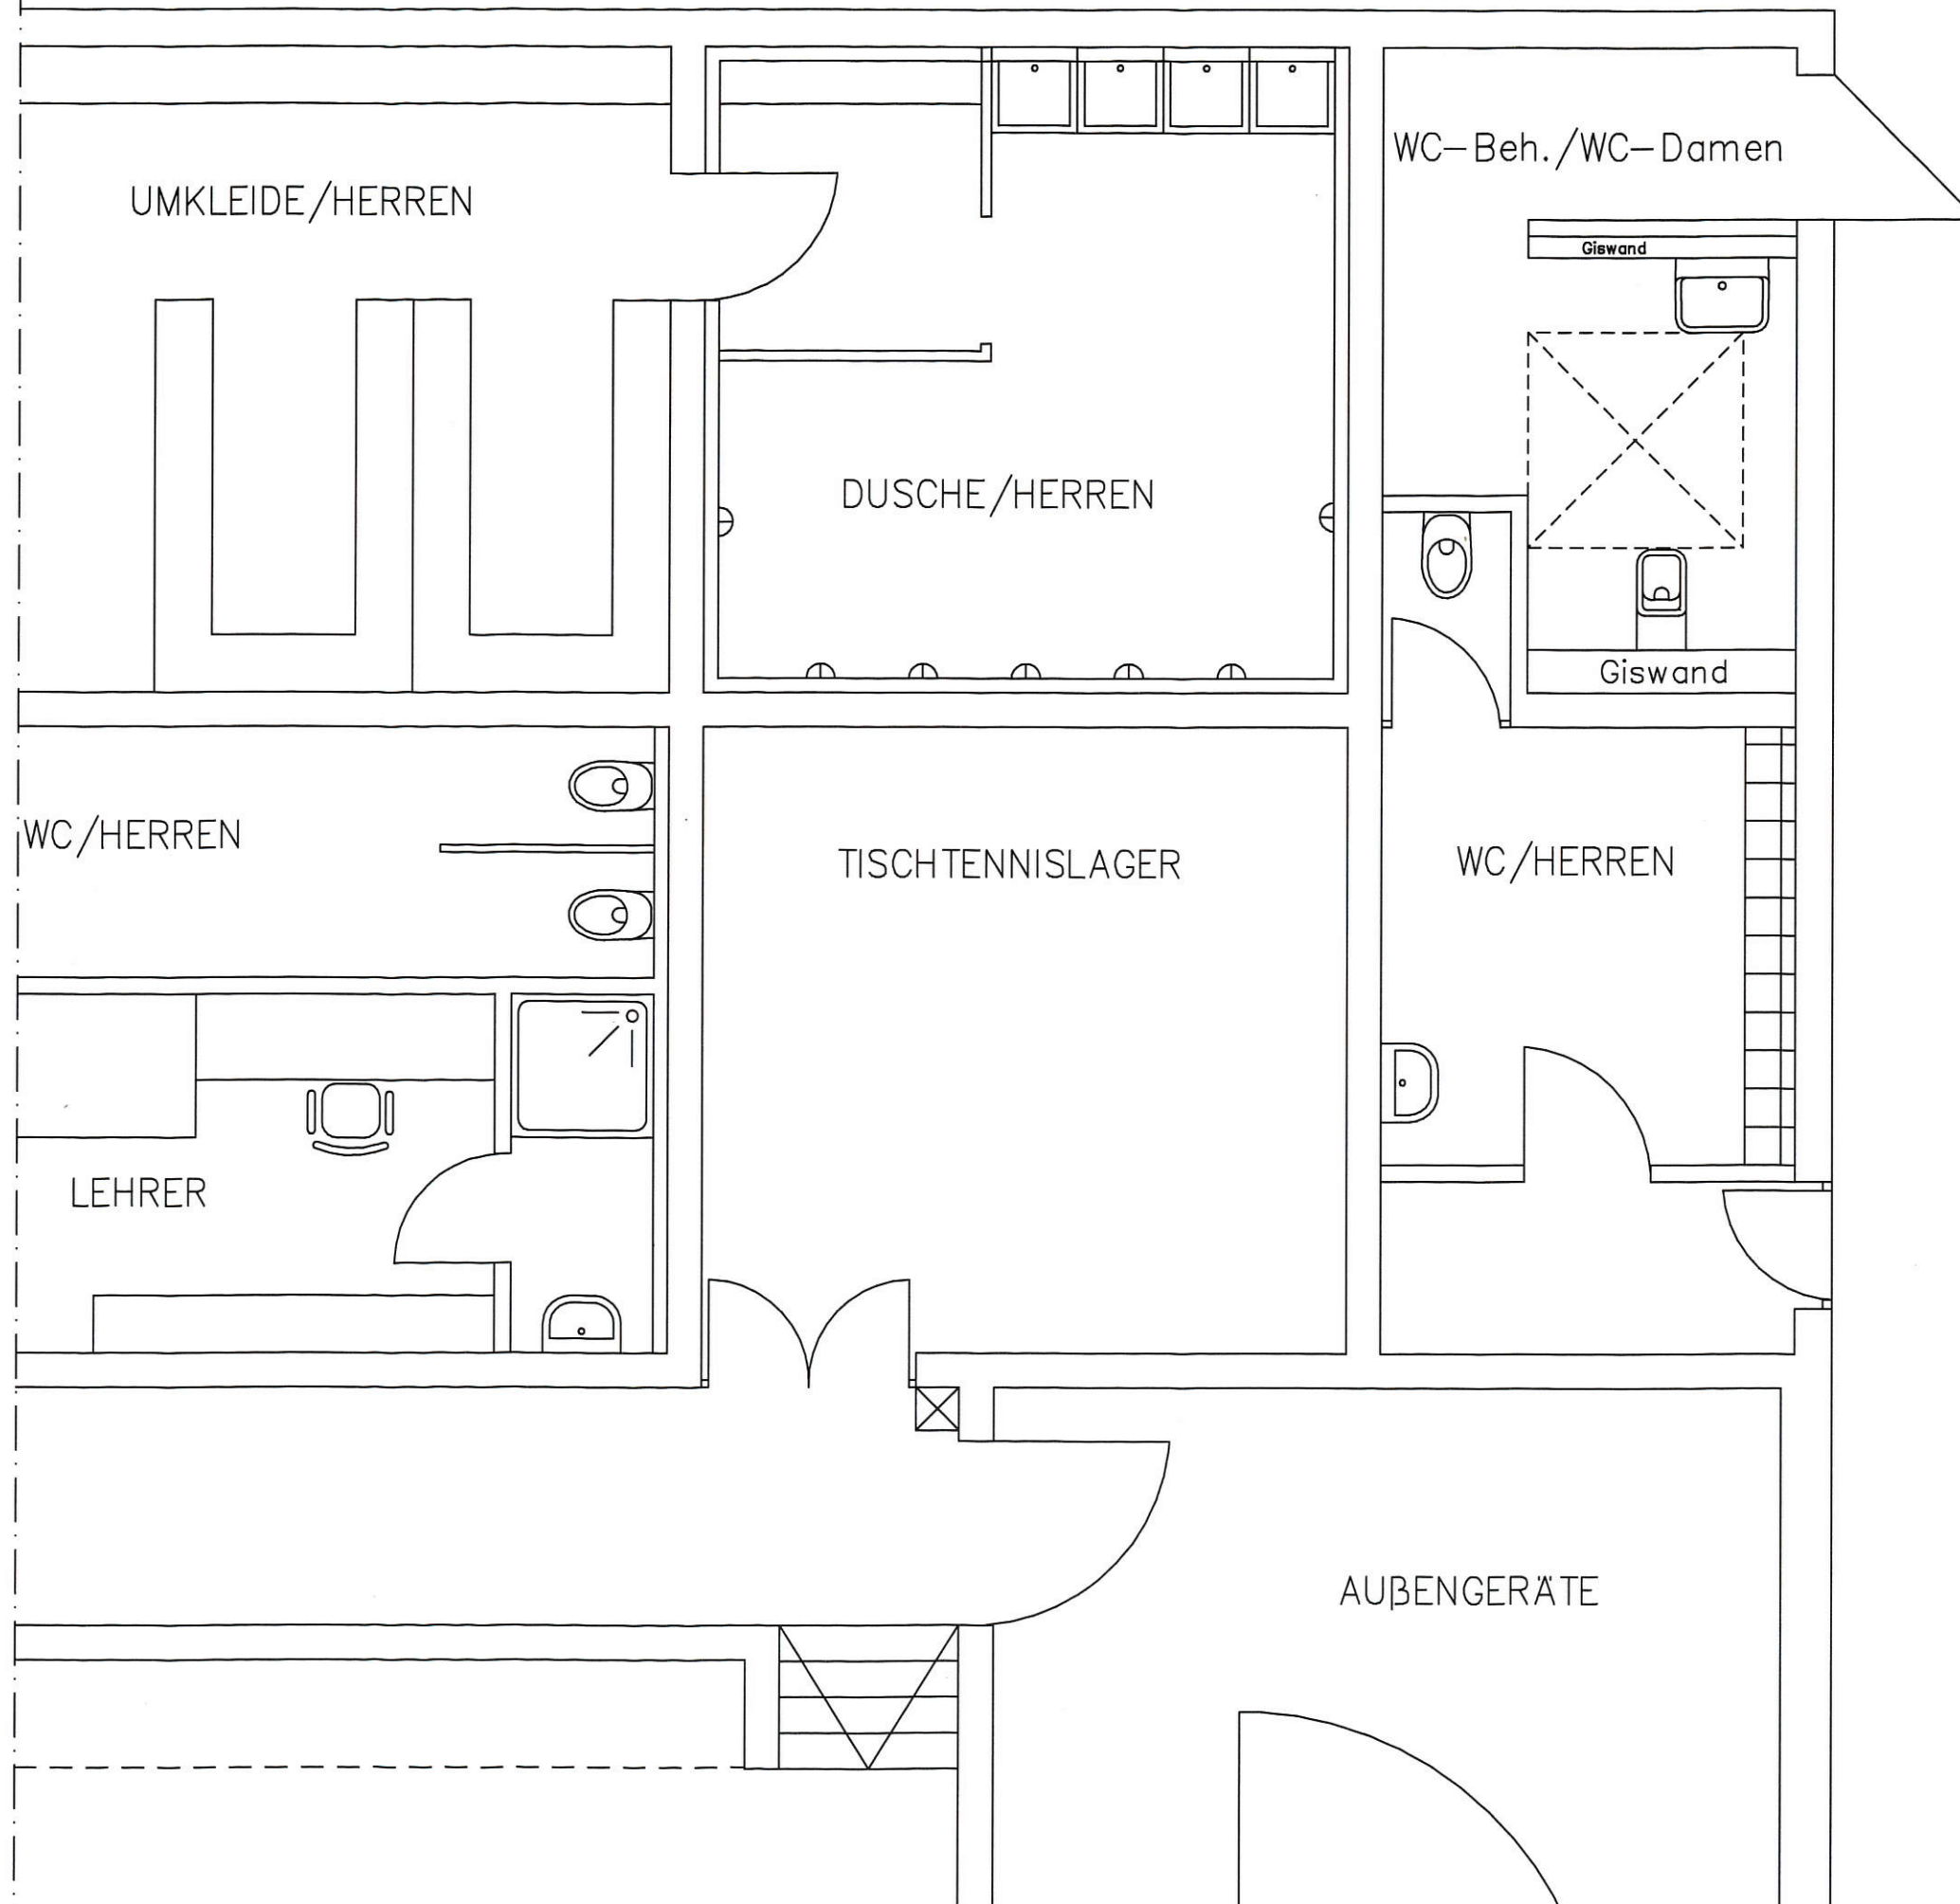 WC-Beh./WC-Damen
UMKLEIDE/HERREN
Giswand
DUSCHE/HERREN
Giswand
WC/HERREN
TISCHTENNISLAGER
WC/HERREN
LEHRER
AUßENGERÄTE